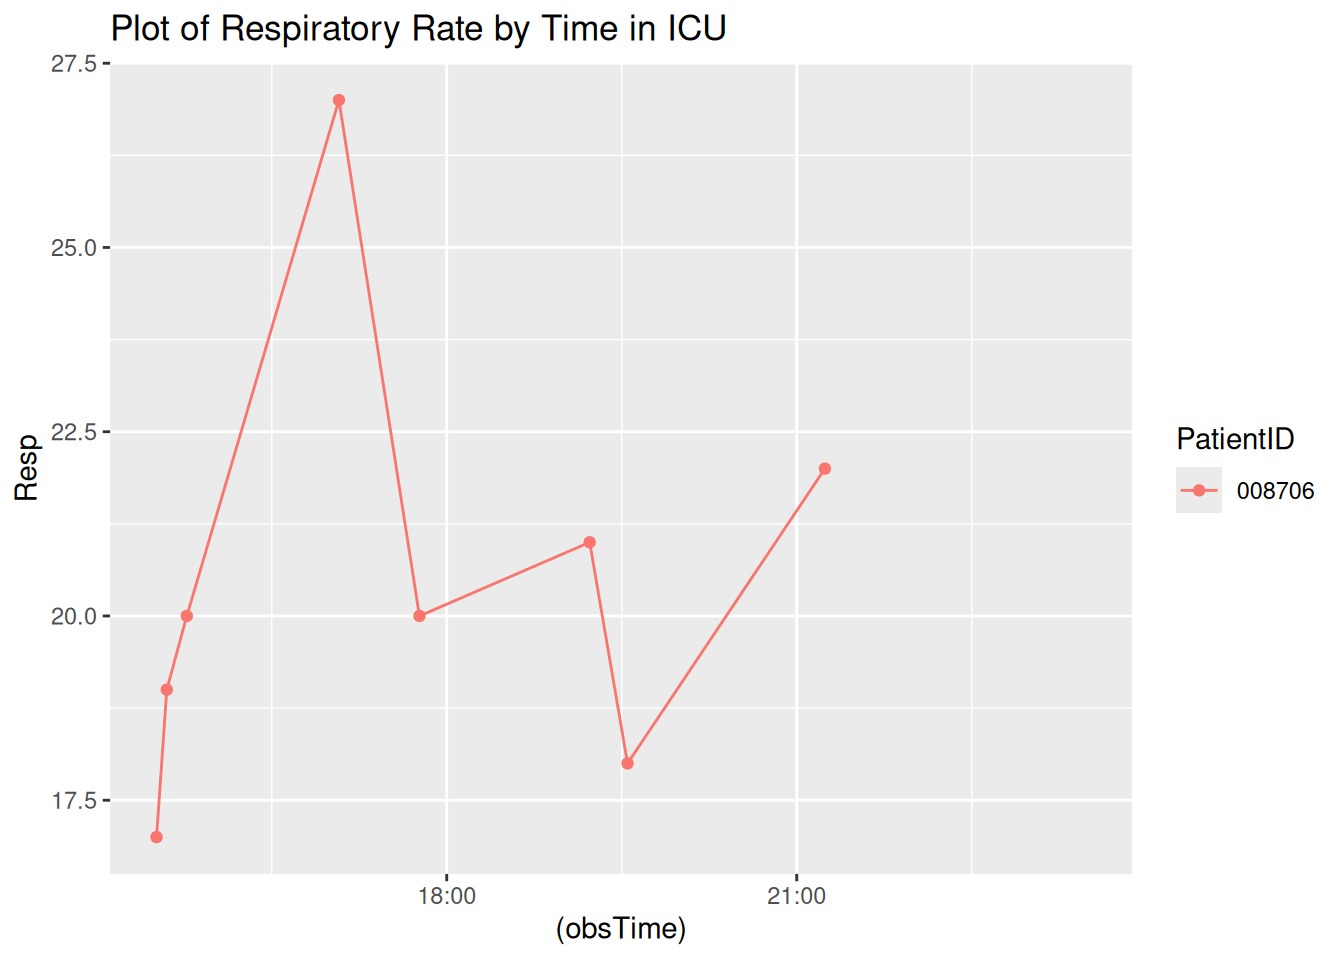 Plot of Respiratory Rate by Time in ICU
27.5
25.0
22.5
20.0
17.5
Resp
18:00 21:00
(obsTime)
PatientID
008706